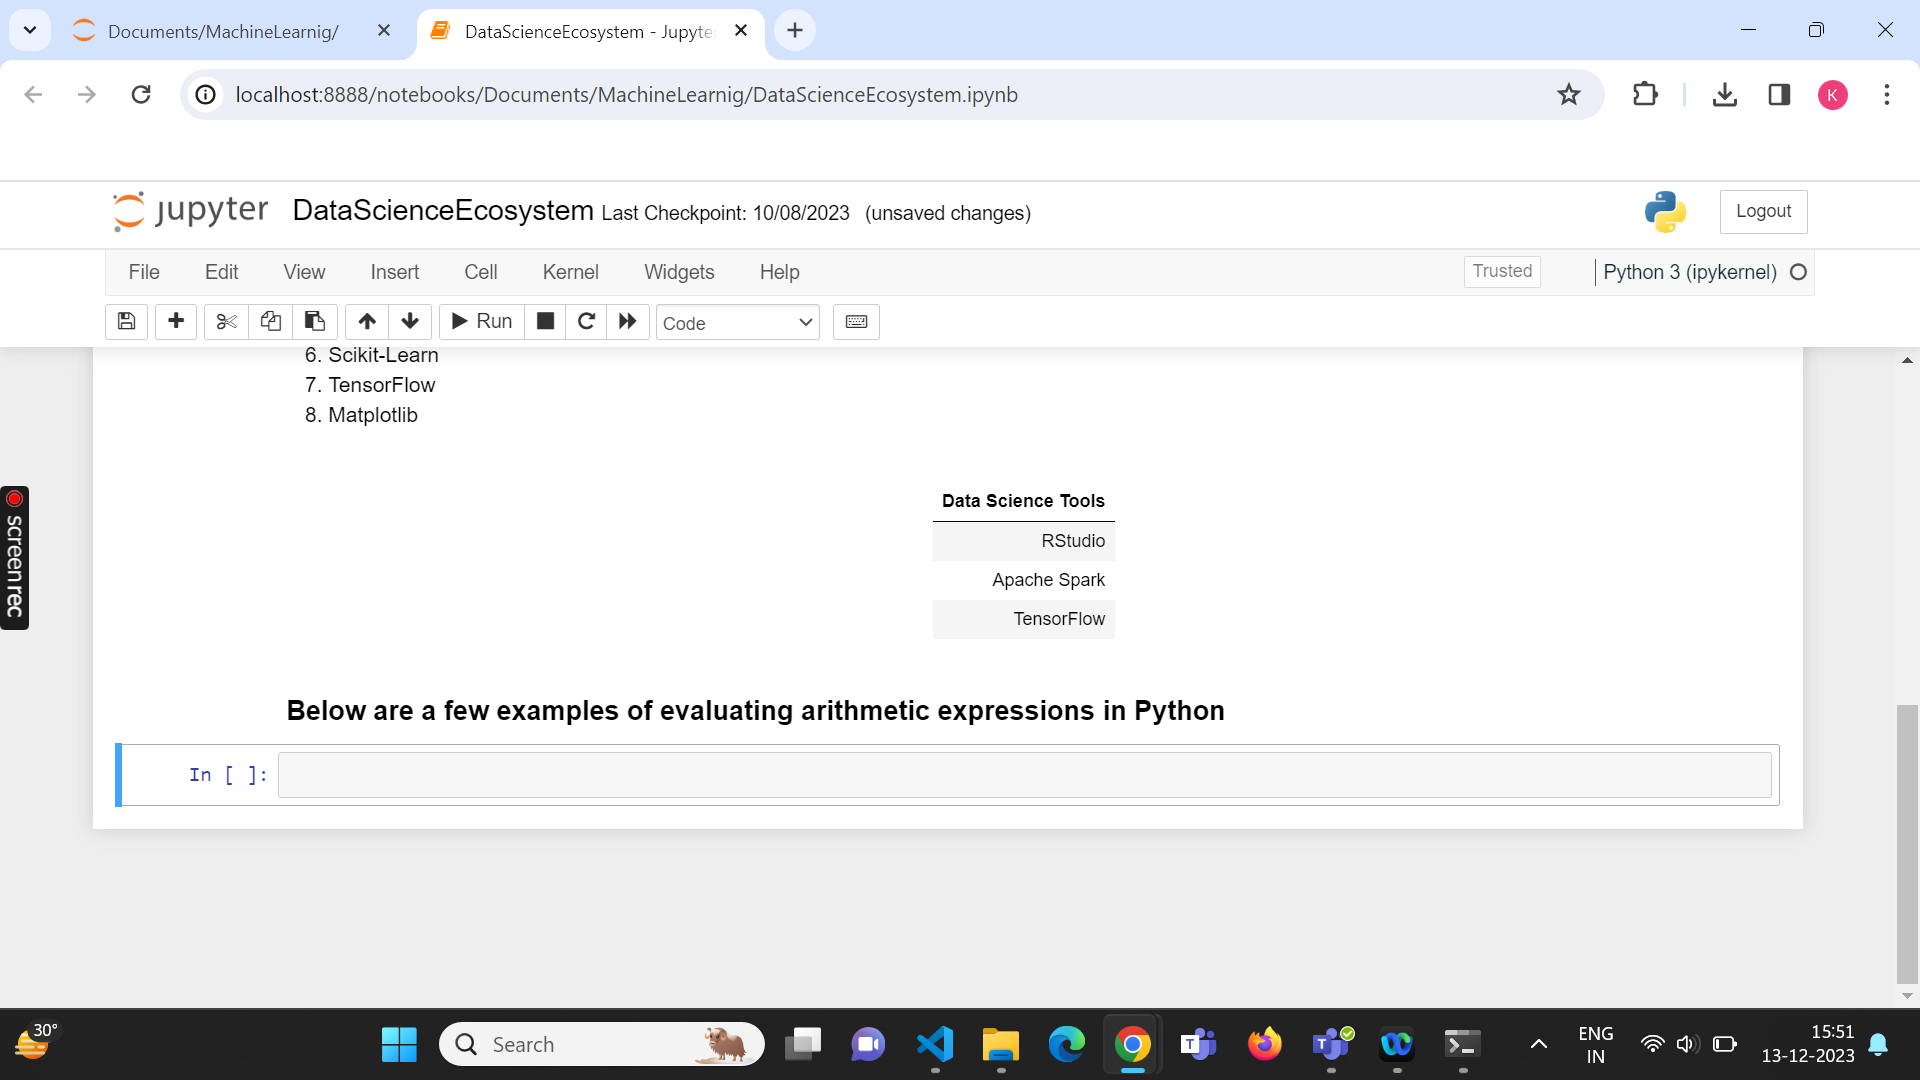 Documents/MachineLearnig/
DataScienceEcosystem - Jupyte
localhost:8888/notebooks/Documents/MachineLearnig/DataScienceEcosystem.ipynb
K
jupyter DataScienceEcosystem Last Checkpoint: 10/08/2023 (unsaved changes)
Logout
File Edit View Insert Cell Kernel Widgets Help
Trusted
Python 3 (ipykernel)
Run
Code
6. Scikit-Learn
7. TensorFlow
8. Matplotlib
Data Science Tools
RStudio
Apache Spark
TensorFlow
screenrec
Below are a few examples of evaluating arithmetic expressions in Python
In [ ]:
30°
Search
T
T
ENG
IN
15:51
13-12-2023